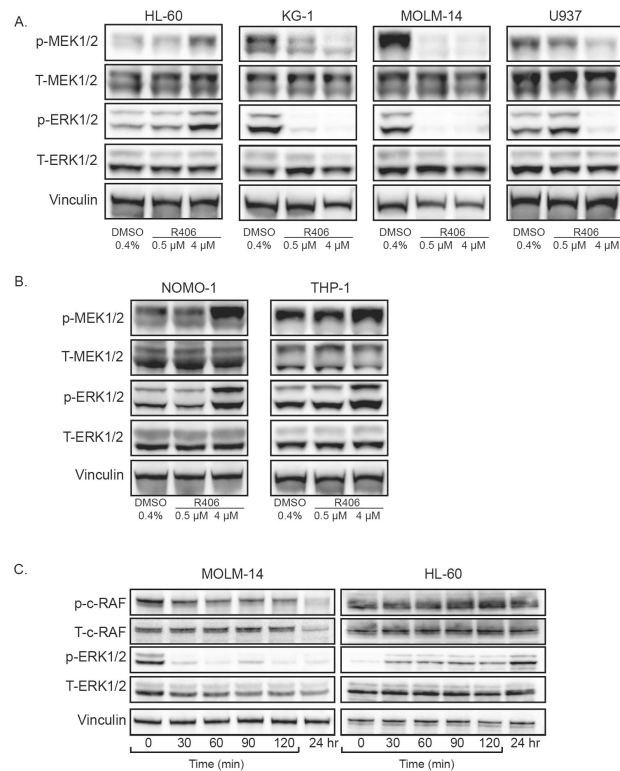 A.
HL-60 KG-1 MOLM-14 U937
p-MEK1/2
T-MEK1/2
p-ERK1/2
T-ERK1/2
Vinculin
DMSO R406 DMSO R406 DMSO R406 DMSO R406
0.4% 0.5 µM 4 µM 0.4% 0.5 µM 4 µM 0.4% 0.5 µM 4 µM 0.4% 0.5 µM 4 µM
B.
NOMO-1 THP-1
p-MEK1/2
T-MEK1/2
p-ERK1/2
T-ERK1/2
Vinculin
DMSO R406 DMSO R406
0.4% 0.5 µM 4 µM 0.4% 0.5 µM 4 µM
C.
MOLM-14 HL-60
p-c-RAF
T-c-RAF
p-ERK1/2
T-ERK1/2
Vinculin
0 30 60 90 120 24 hr 0 30 60 90 120 24 hr
Time (min) Time (min)